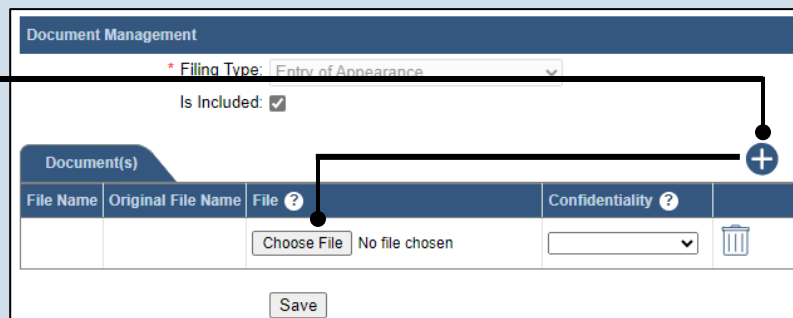 Document Management
* Filing Type: Entry of Appearance
Is Included:
Document(s)
File Name Original File Name File ? Confidentiality ?
Choose File No file chosen
Save